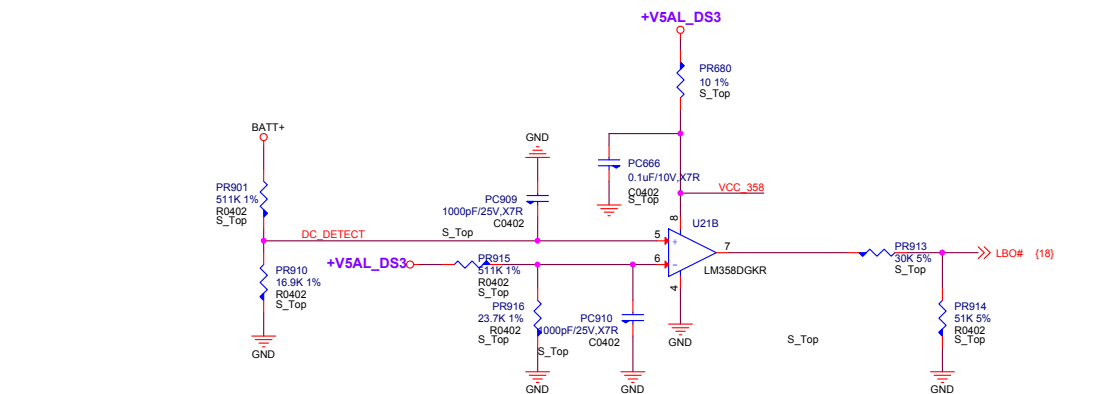 +V5AL_DS3
PR680
10 1%
S_Top
BATT+
GND
PC666
0.1uF/10V,X7R
C0402
S_Top
VCC_358
PR901
511K 1%
R0402
S_Top
PC909
1000pF/25V,X7R
C0402
S_Top
8
U21B
DC_DETECT
5
+
7
6
-
LM358DGKR
4
GND
+V5AL_DS3
PR915
511K 1%
R0402
S_Top
PR910
16.9K 1%
R0402
S_Top
GND
PR916
23.7K 1%
S_Top
GND
PC910
1000pF/25V,X7R
C0402
GND
S_Top
PR913
30K 5%
S_Top
LBO# {18}
PR914
51K 5%
R0402
S_Top
GND